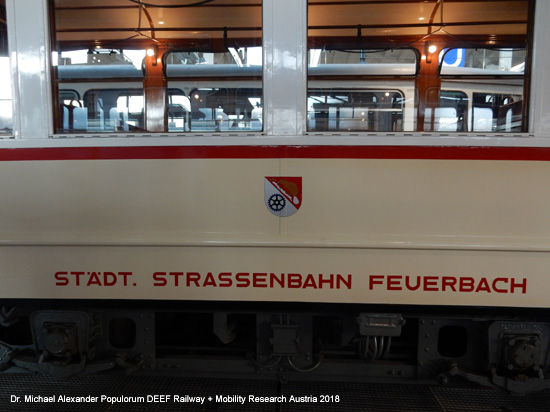 STÄDT. STRASSENBAHN FEUERBACH
Dr. Michael Alexander Populorum DEEF Railway + Mobility Research Austria 2018